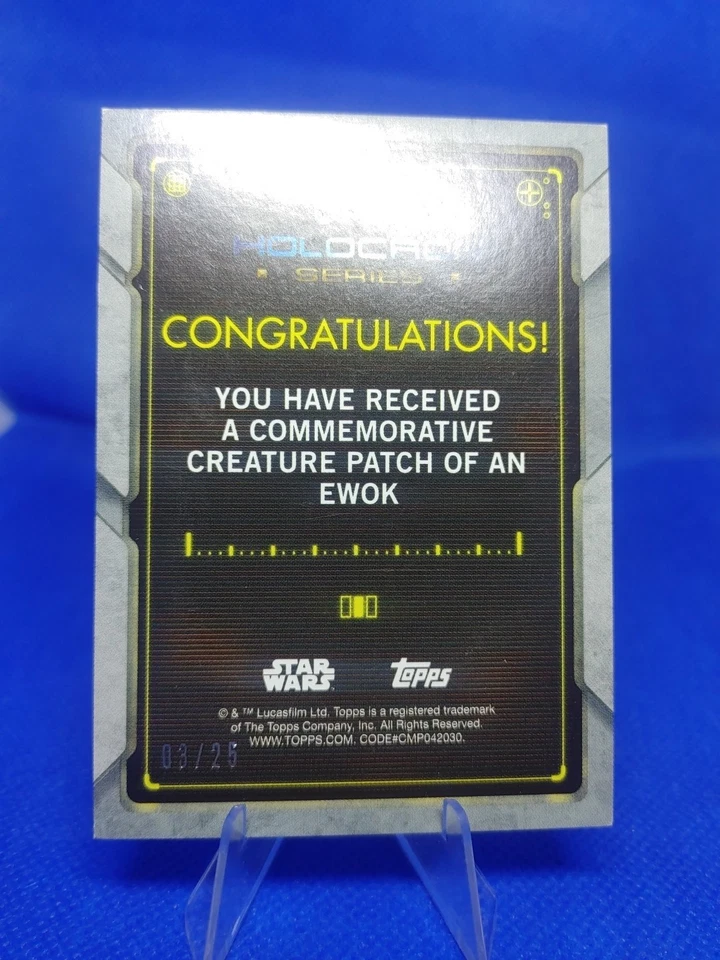 SERIES
CONGRATULATIONS!
YOU HAVE RECEIVED
A COMMEMORATIVE
CREATURE PATCH OF AN
EWOK
STAR
WARS
TOPPS
© & ™ Lucasfilm Ltd. Topps is a registered trademark
of The Topps Company, Inc. All Rights Reserved.
WWW.TOPPS.COM. CODE#CMP042030.
03/25